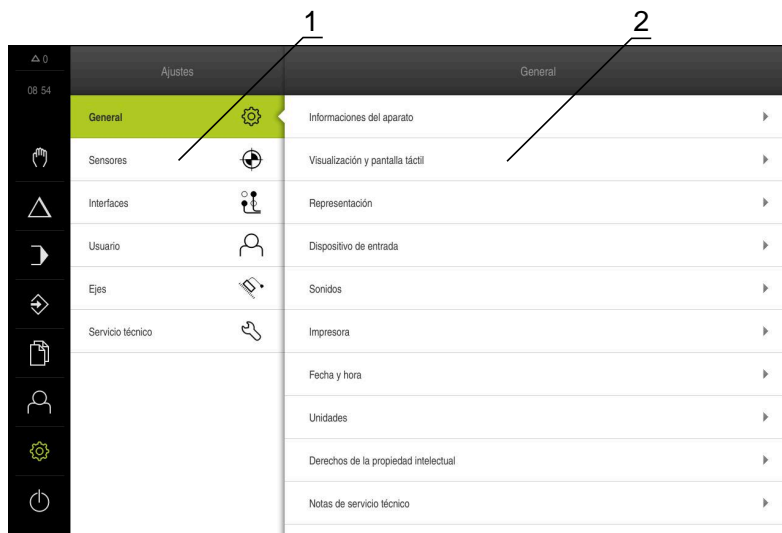 1
2
0
Ajustes
General
08 54
General
Informaciones del aparato
Sensores
Visualización y pantalla táctil
Interfaces
Representación
Usuario
Dispositivo de entrada
Ejes
Sonidos
Servicio técnico
Impresora
Fecha y hora
Unidades
Derechos de la propiedad intelectual
Notas de servicio técnico